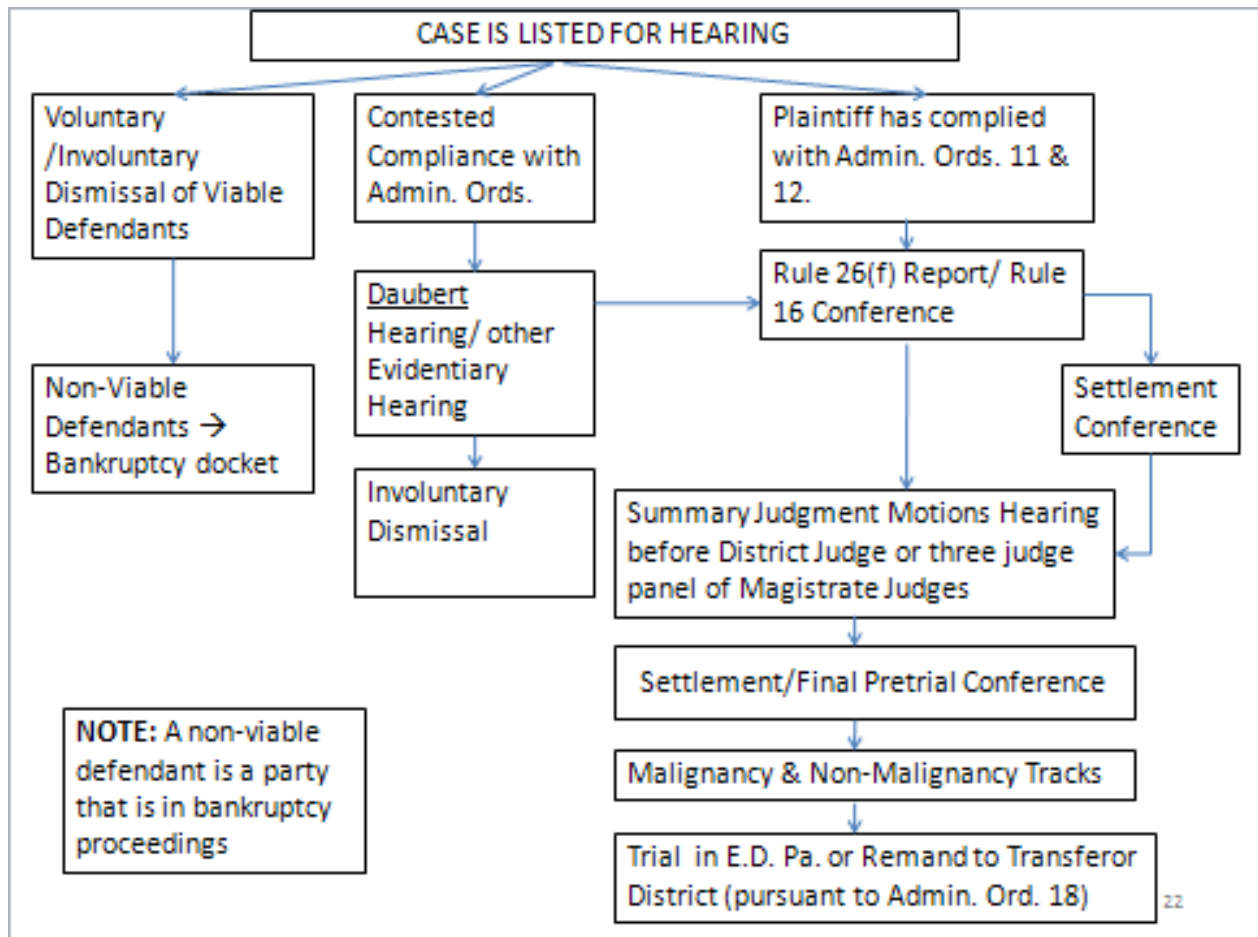 CASE IS LISTED FOR HEARING
Voluntary
/Involuntary
Dismissal of Viable
Defendants
Contested
Compliance with
Admin. Ords.
Plaintiff has complied
with Admin. Ords. 11 &
12.
Daubert
Hearing/ other
Evidentiary
Hearing
Rule 26(f) Report/ Rule
16 Conference
Non-Viable
Defendants →
Bankruptcy docket
Settlement
Conference
Involuntary
Dismissal
Summary Judgment Motions Hearing
before District Judge or three judge
panel of Magistrate Judges
Settlement/Final Pretrial Conference
NOTE: A non-viable
defendant is a party
that is in bankruptcy
proceedings
Malignancy & Non-Malignancy Tracks
Trial in E.D. Pa. or Remand to Transferor
District (pursuant to Admin. Ord. 18)
22